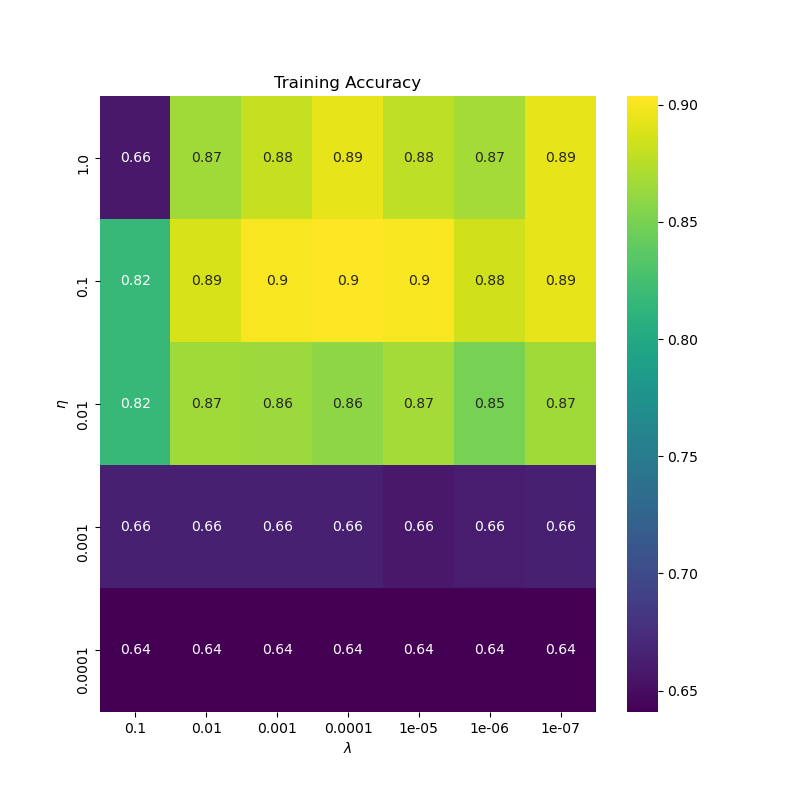 Training Accuracy
1.0 0.66 0.87 0.88 0.89 0.88 0.87 0.89
0.1 0.82 0.89 0.9 0.9 0.9 0.88 0.89
0.01 0.82 0.87 0.86 0.86 0.87 0.85 0.87
0.001 0.66 0.66 0.66 0.66 0.66 0.66 0.66
0.0001 0.64 0.64 0.64 0.64 0.64 0.64 0.64
η
0.1 0.01 0.001 0.0001 1e-05 1e-06 1e-07
λ
0.90
0.85
0.80
0.75
0.70
0.65